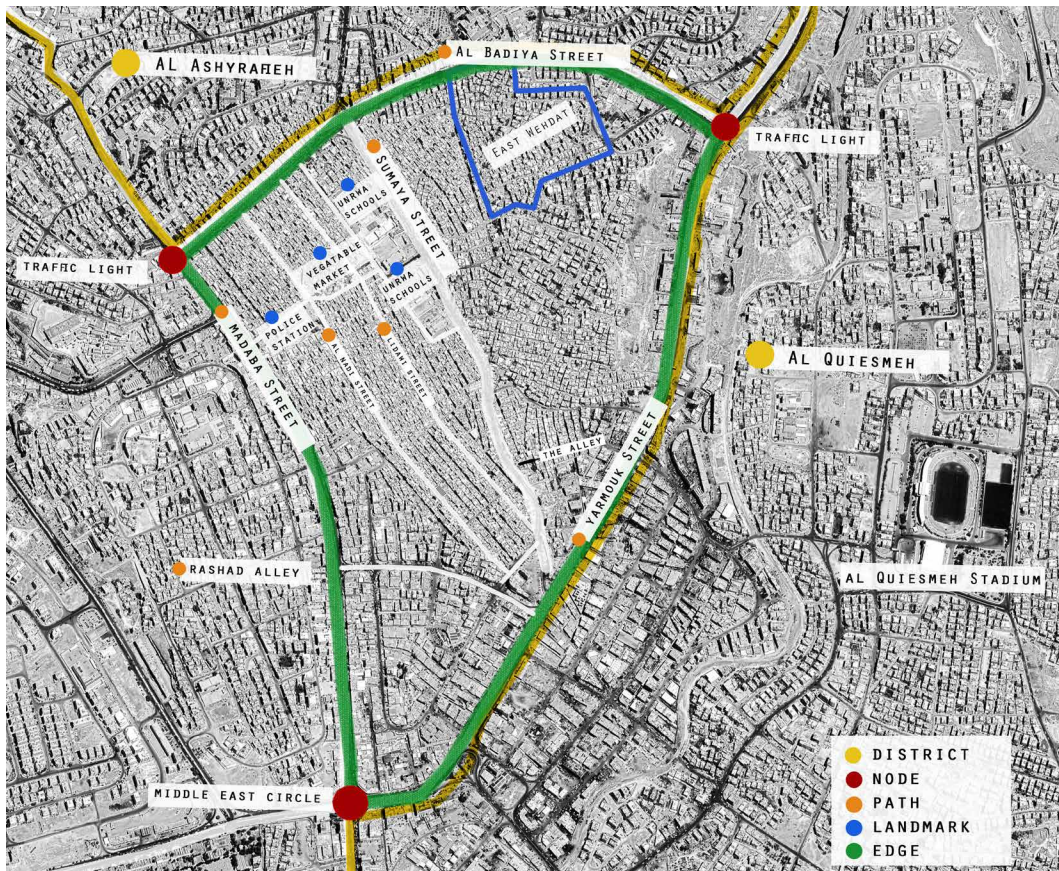 Al Badiya Street
Al Ashyrafieh
EAST WEHDAT
TRAFFIC LIGHT
SUMAYA STREET
UNRWA
SCHOOLS
VEGATABLE
MARKET
UNRWA
SCHOOLS
TRAFFIC LIGHT
POLICE
STATION
MADABA STREET
AL NADI STREET
LIDAWI STREET
Al Quiesmeh
THE ALLEY
YARMOUK STREET
RASHAD ALLEY
al Quiesmeh Stadium
MIDDLE EAST CIRCLE
DISTRICT
NODE
PATH
LANDMARK
EDGE